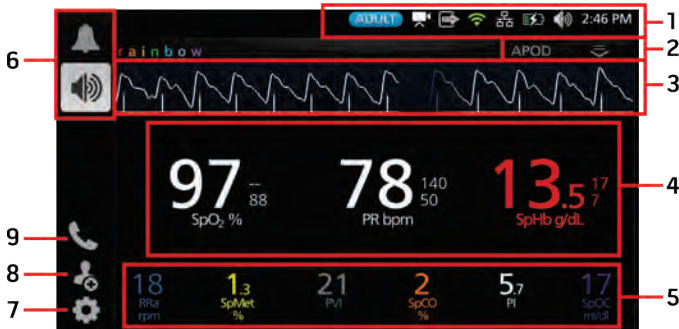 ADULT 2:46 PM 1
6
rainbow APOD 2
3
97 -- 88 78 140 50 13.5 17 7 4
SpO₂ % PR bpm SpHb g/dL
9
8
18 1.3 21 2 5.7 17 5
RRa SpMet PVI SpCO PI SpOC
rpm % % ml/dl
7